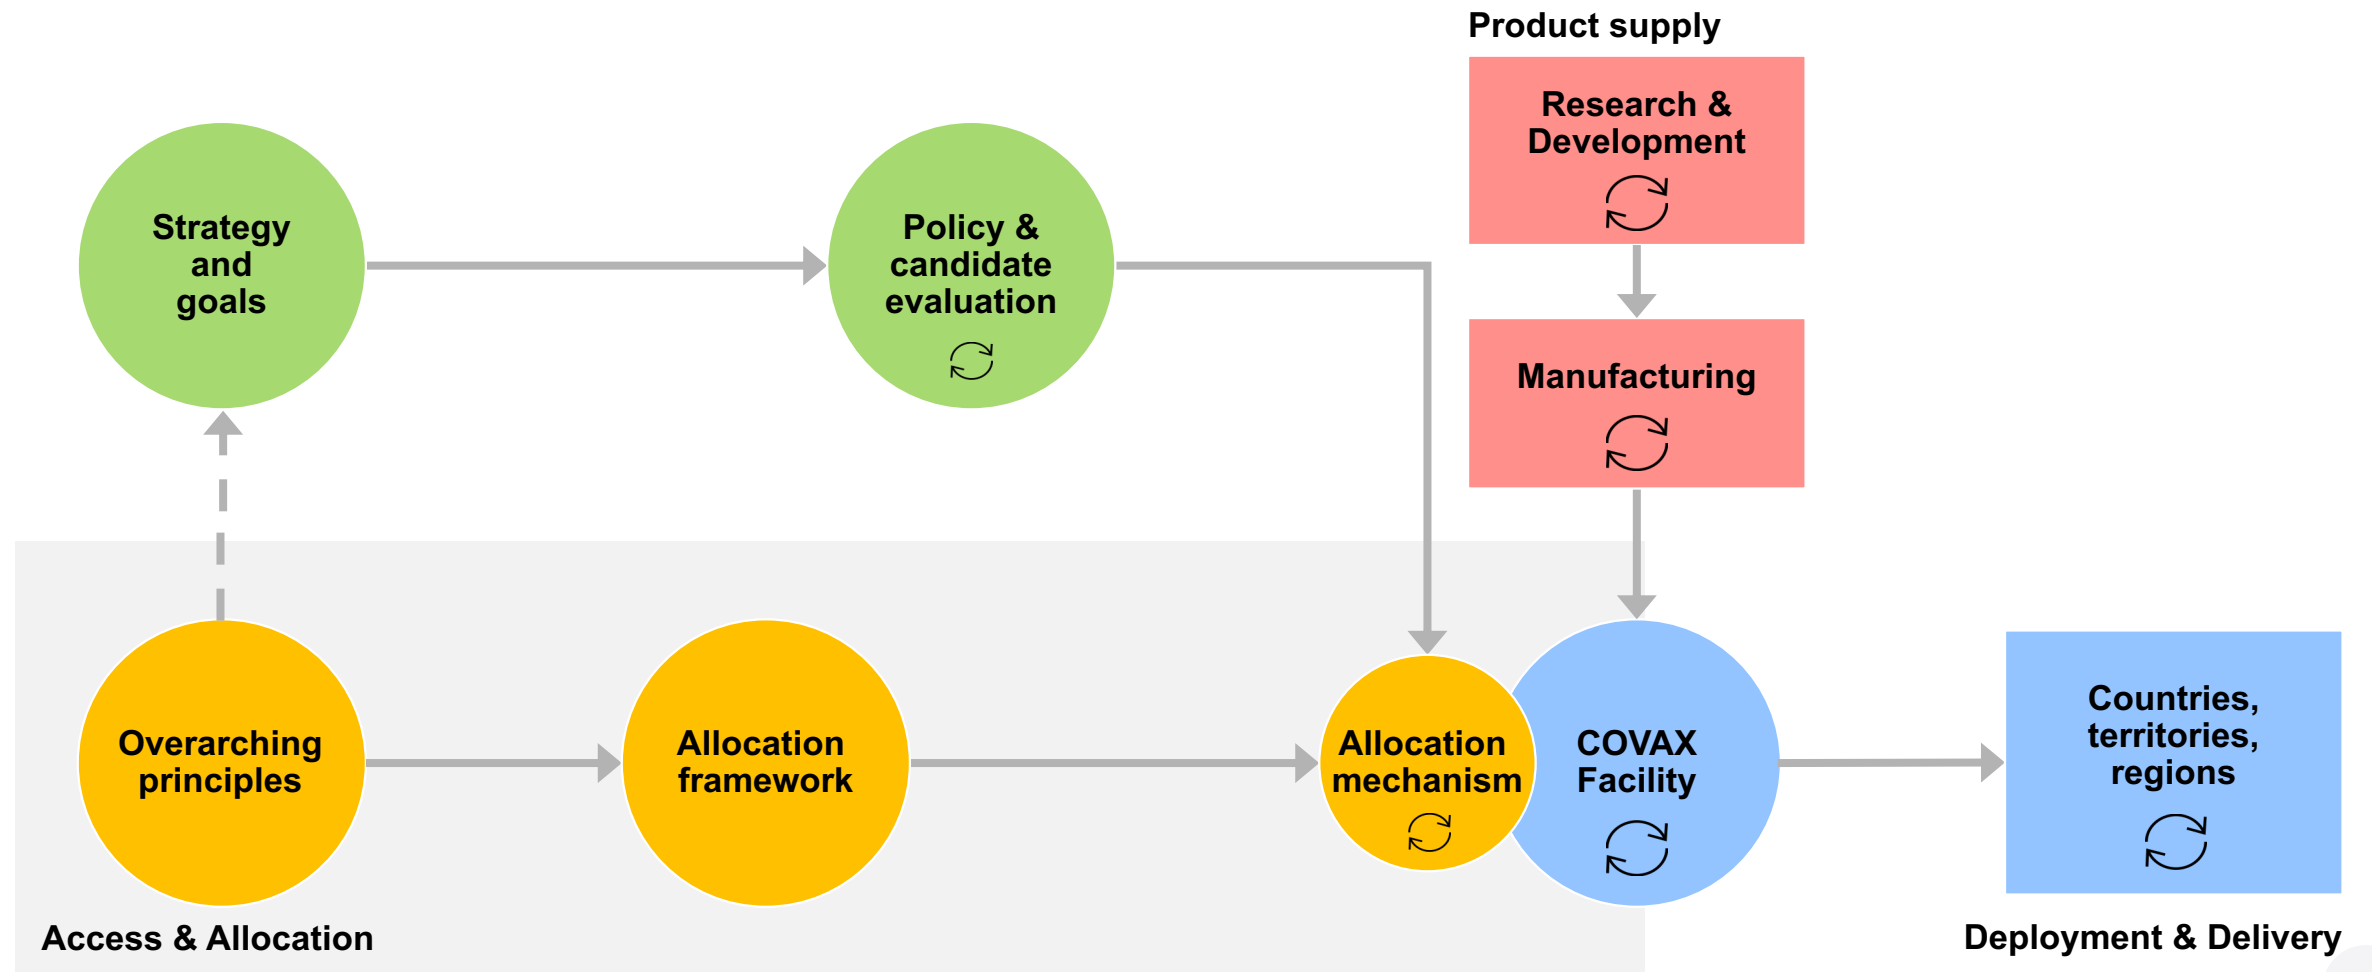 Product supply
Research &
Development
Strategy
and
goals
Policy &
candidate
evaluation
Manufacturing
Overarching
principles
Allocation
framework
Allocation
mechanism
COVAX
Facility
Countries,
territories,
regions
Access & Allocation
Deployment & Delivery